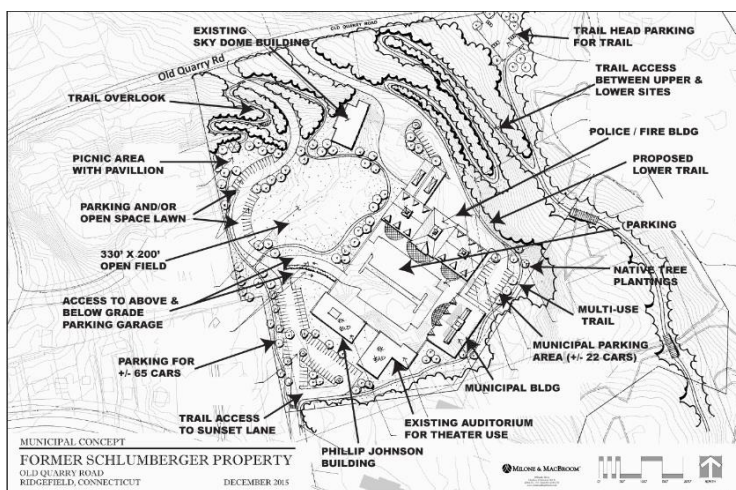 EXISTING
SKY DOME BUILDING
OLD QUARRY ROAD
Old Quarry Rd
TRAIL HEAD PARKING
FOR TRAIL
TRAIL ACCESS
BETWEEN UPPER &
LOWER SITES
TRAIL OVERLOOK
POLICE / FIRE BLDG
PICNIC AREA
WITH PAVILLION
PROPOSED
LOWER TRAIL
PARKING AND/OR
OPEN SPACE LAWN
PARKING
330' X 200'
OPEN FIELD
NATIVE TREE
PLANTINGS
ACCESS TO ABOVE &
BELOW GRADE
PARKING GARAGE
MULTI-USE
TRAIL
MUNICIPAL PARKING
AREA (+/- 22 CARS)
PARKING FOR
+/- 65 CARS
MUNICIPAL BLDG
TRAIL ACCESS
TO SUNSET LANE
EXISTING AUDITORIUM
FOR THEATER USE
PHILLIP JOHNSON
BUILDING
MUNICIPAL CONCEPT
FORMER SCHLUMBERGER PROPERTY
OLD QUARRY ROAD
RIDGEFIELD, CONNECTICUT
DECEMBER 2015
MILONE & MACBROOM
NORTH